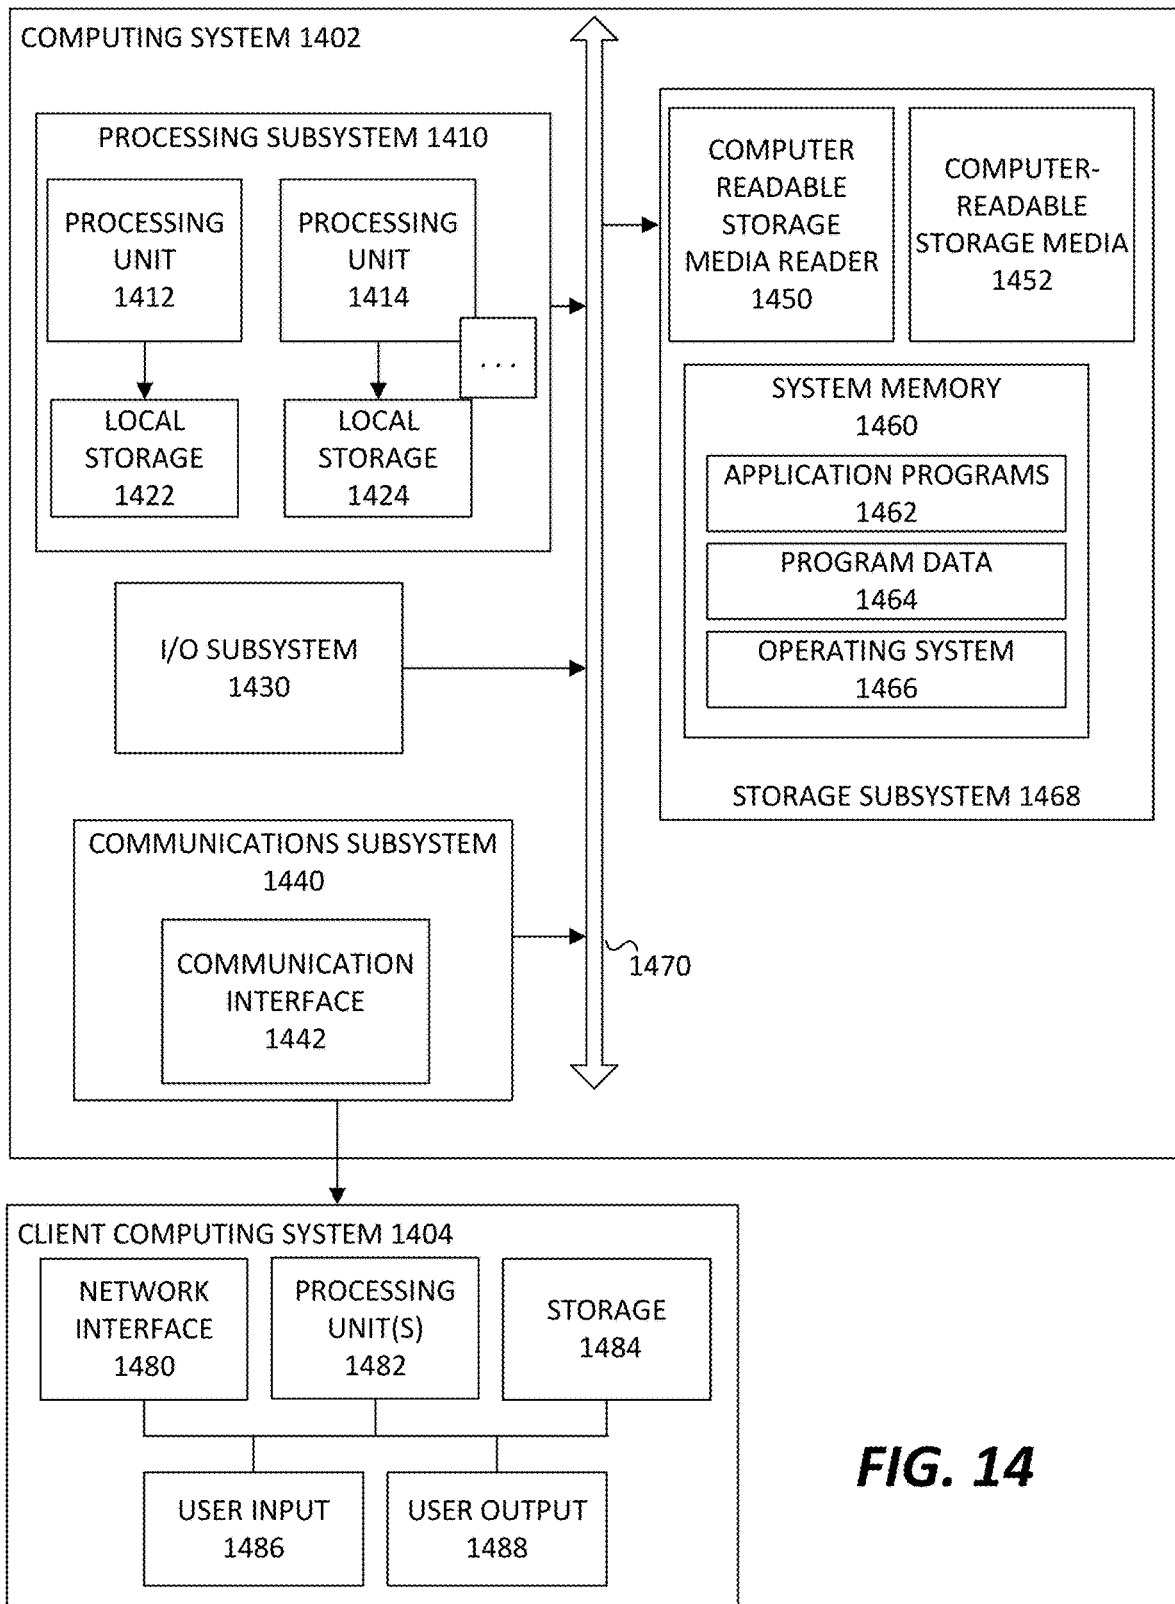 COMPUTING SYSTEM 1402
PROCESSING SUBSYSTEM 1410
PROCESSING
UNIT
1412
PROCESSING
UNIT
1414
...
LOCAL
STORAGE
1422
LOCAL
STORAGE
1424
I/O SUBSYSTEM
1430
COMMUNICATIONS SUBSYSTEM
1440
COMMUNICATION
INTERFACE
1442
1470
COMPUTER
READABLE
STORAGE
MEDIA READER
1450
COMPUTER-
READABLE
STORAGE MEDIA
1452
SYSTEM MEMORY
1460
APPLICATION PROGRAMS
1462
PROGRAM DATA
1464
OPERATING SYSTEM
1466
STORAGE SUBSYSTEM 1468
CLIENT COMPUTING SYSTEM 1404
NETWORK
INTERFACE
1480
PROCESSING
UNIT(S)
1482
STORAGE
1484
USER INPUT
1486
USER OUTPUT
1488
FIG. 14